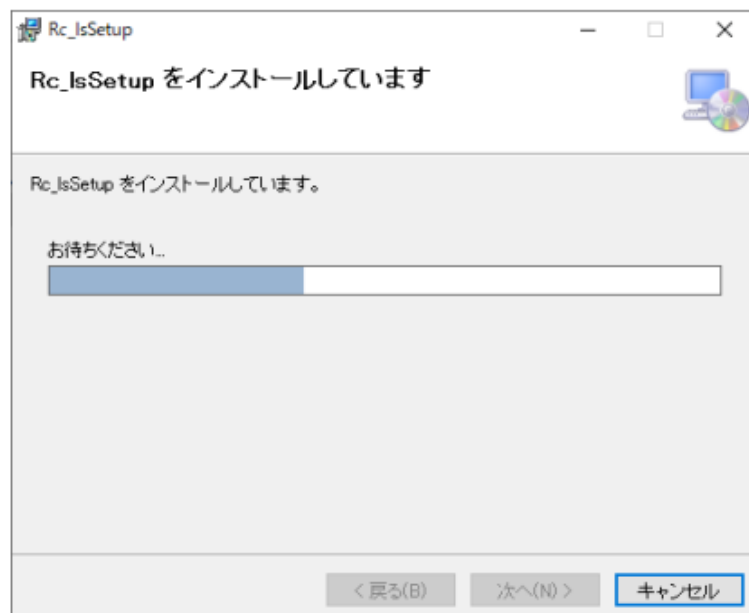 Rc_IsSetup
Rc_IsSetup をインストールしています
Rc_IsSetup をインストールしています。
お待ちください...
< 戻る(B)
次へ(N) >
キャンセル